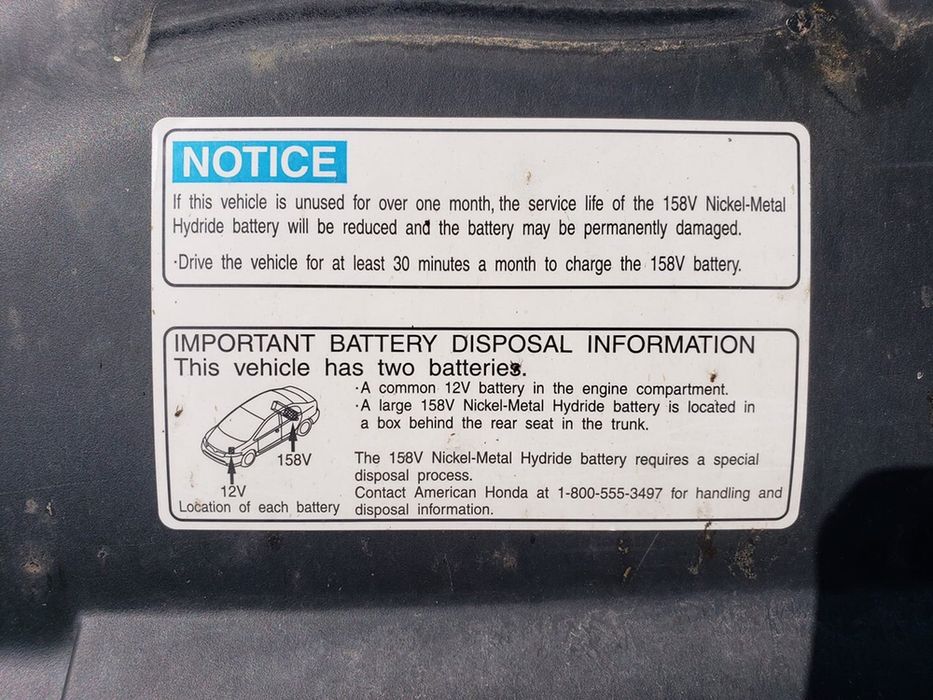 NOTICE
If this vehicle is unused for over one month, the service life of the 158V Nickel-Metal
Hydride battery will be reduced and the battery may be permanently damaged.
·Drive the vehicle for at least 30 minutes a month to charge the 158V battery.
IMPORTANT BATTERY DISPOSAL INFORMATION
This vehicle has two batteries.
·A common 12V battery in the engine compartment.
·A large 158V Nickel-Metal Hydride battery is located in
a box behind the rear seat in the trunk.
158V
12V
Location of each battery
The 158V Nickel-Metal Hydride battery requires a special
disposal process.
Contact American Honda at 1-800-555-3497 for handling and
disposal information.